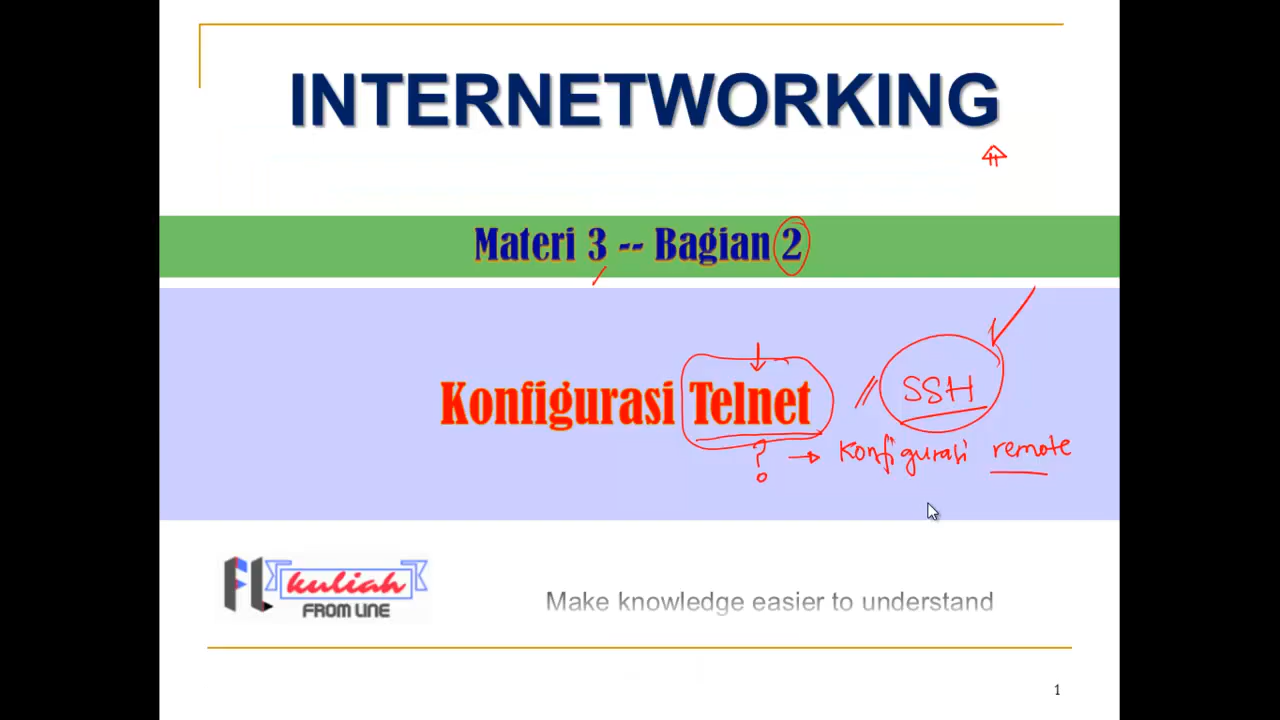 INTERNETWORKING
Materi 3 -- Bagian 2
Konfigurasi Telnet
SSH
? → Konfigurasi remote
FL kuliah
FROM LINE
Make knowledge easier to understand
1